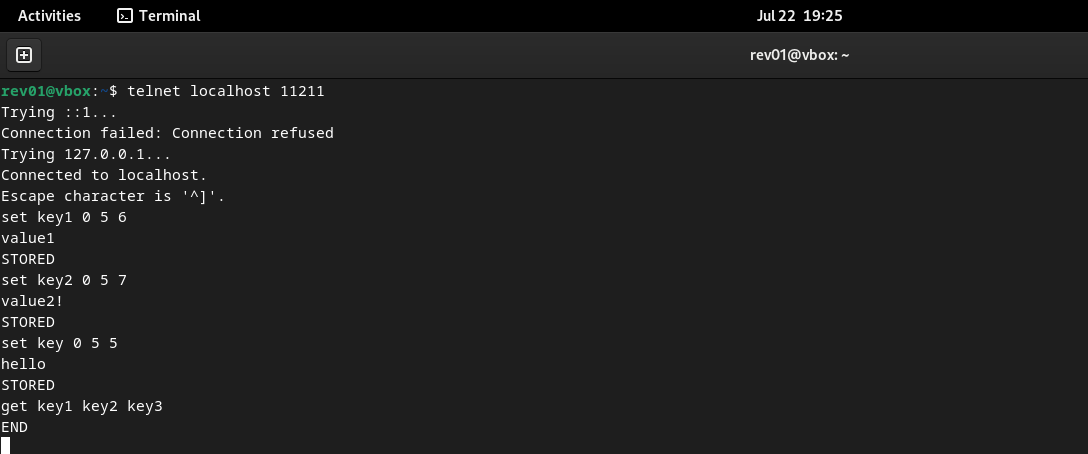 Activities Terminal Jul 22 19:25
rev01@vbox: ~
rev01@vbox:~$ telnet localhost 11211
Trying ::1...
Connection failed: Connection refused
Trying 127.0.0.1...
Connected to localhost.
Escape character is '^]'.
set key1 0 5 6
value1
STORED
set key2 0 5 7
value2!
STORED
set key 0 5 5
hello
STORED
get key1 key2 key3
END